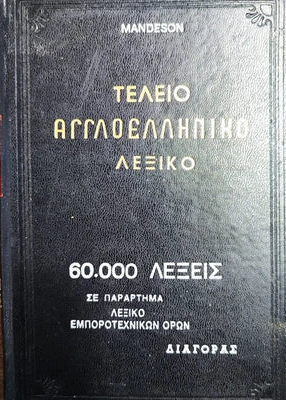 MANDESON
ΤΕΛΕΙΟ
ΑΓΓΛΟΕΛΛΗΝΙΚΟ
ΛΕΞΙΚΟ
60.000 ΛΕΞΕΙΣ
ΣΕ ΠΑΡΑΡΤΗΜΑ
ΛΕΞΙΚΟ
ΕΜΠΟΡΟΤΕΧΝΙΚΩΝ ΟΡΩΝ
ΔΙΑΓΟΡΑΣ